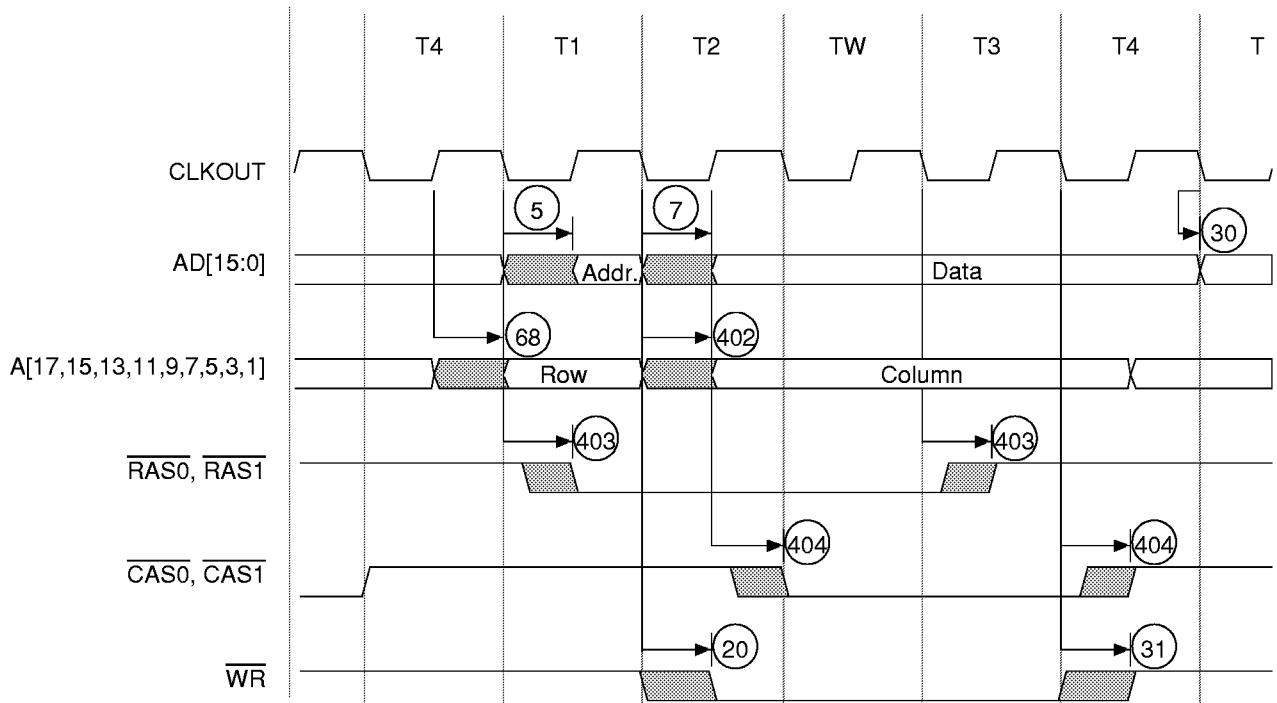 T4 T1 T2 TW T3 T4 T
CLKOUT
5 7
30
AD[15:0] Addr. Data
68 402
A[17,15,13,11,9,7,5,3,1] Row Column
403 403
RAS0, RAS1
404 404
CAS0, CAS1
20 31
WR